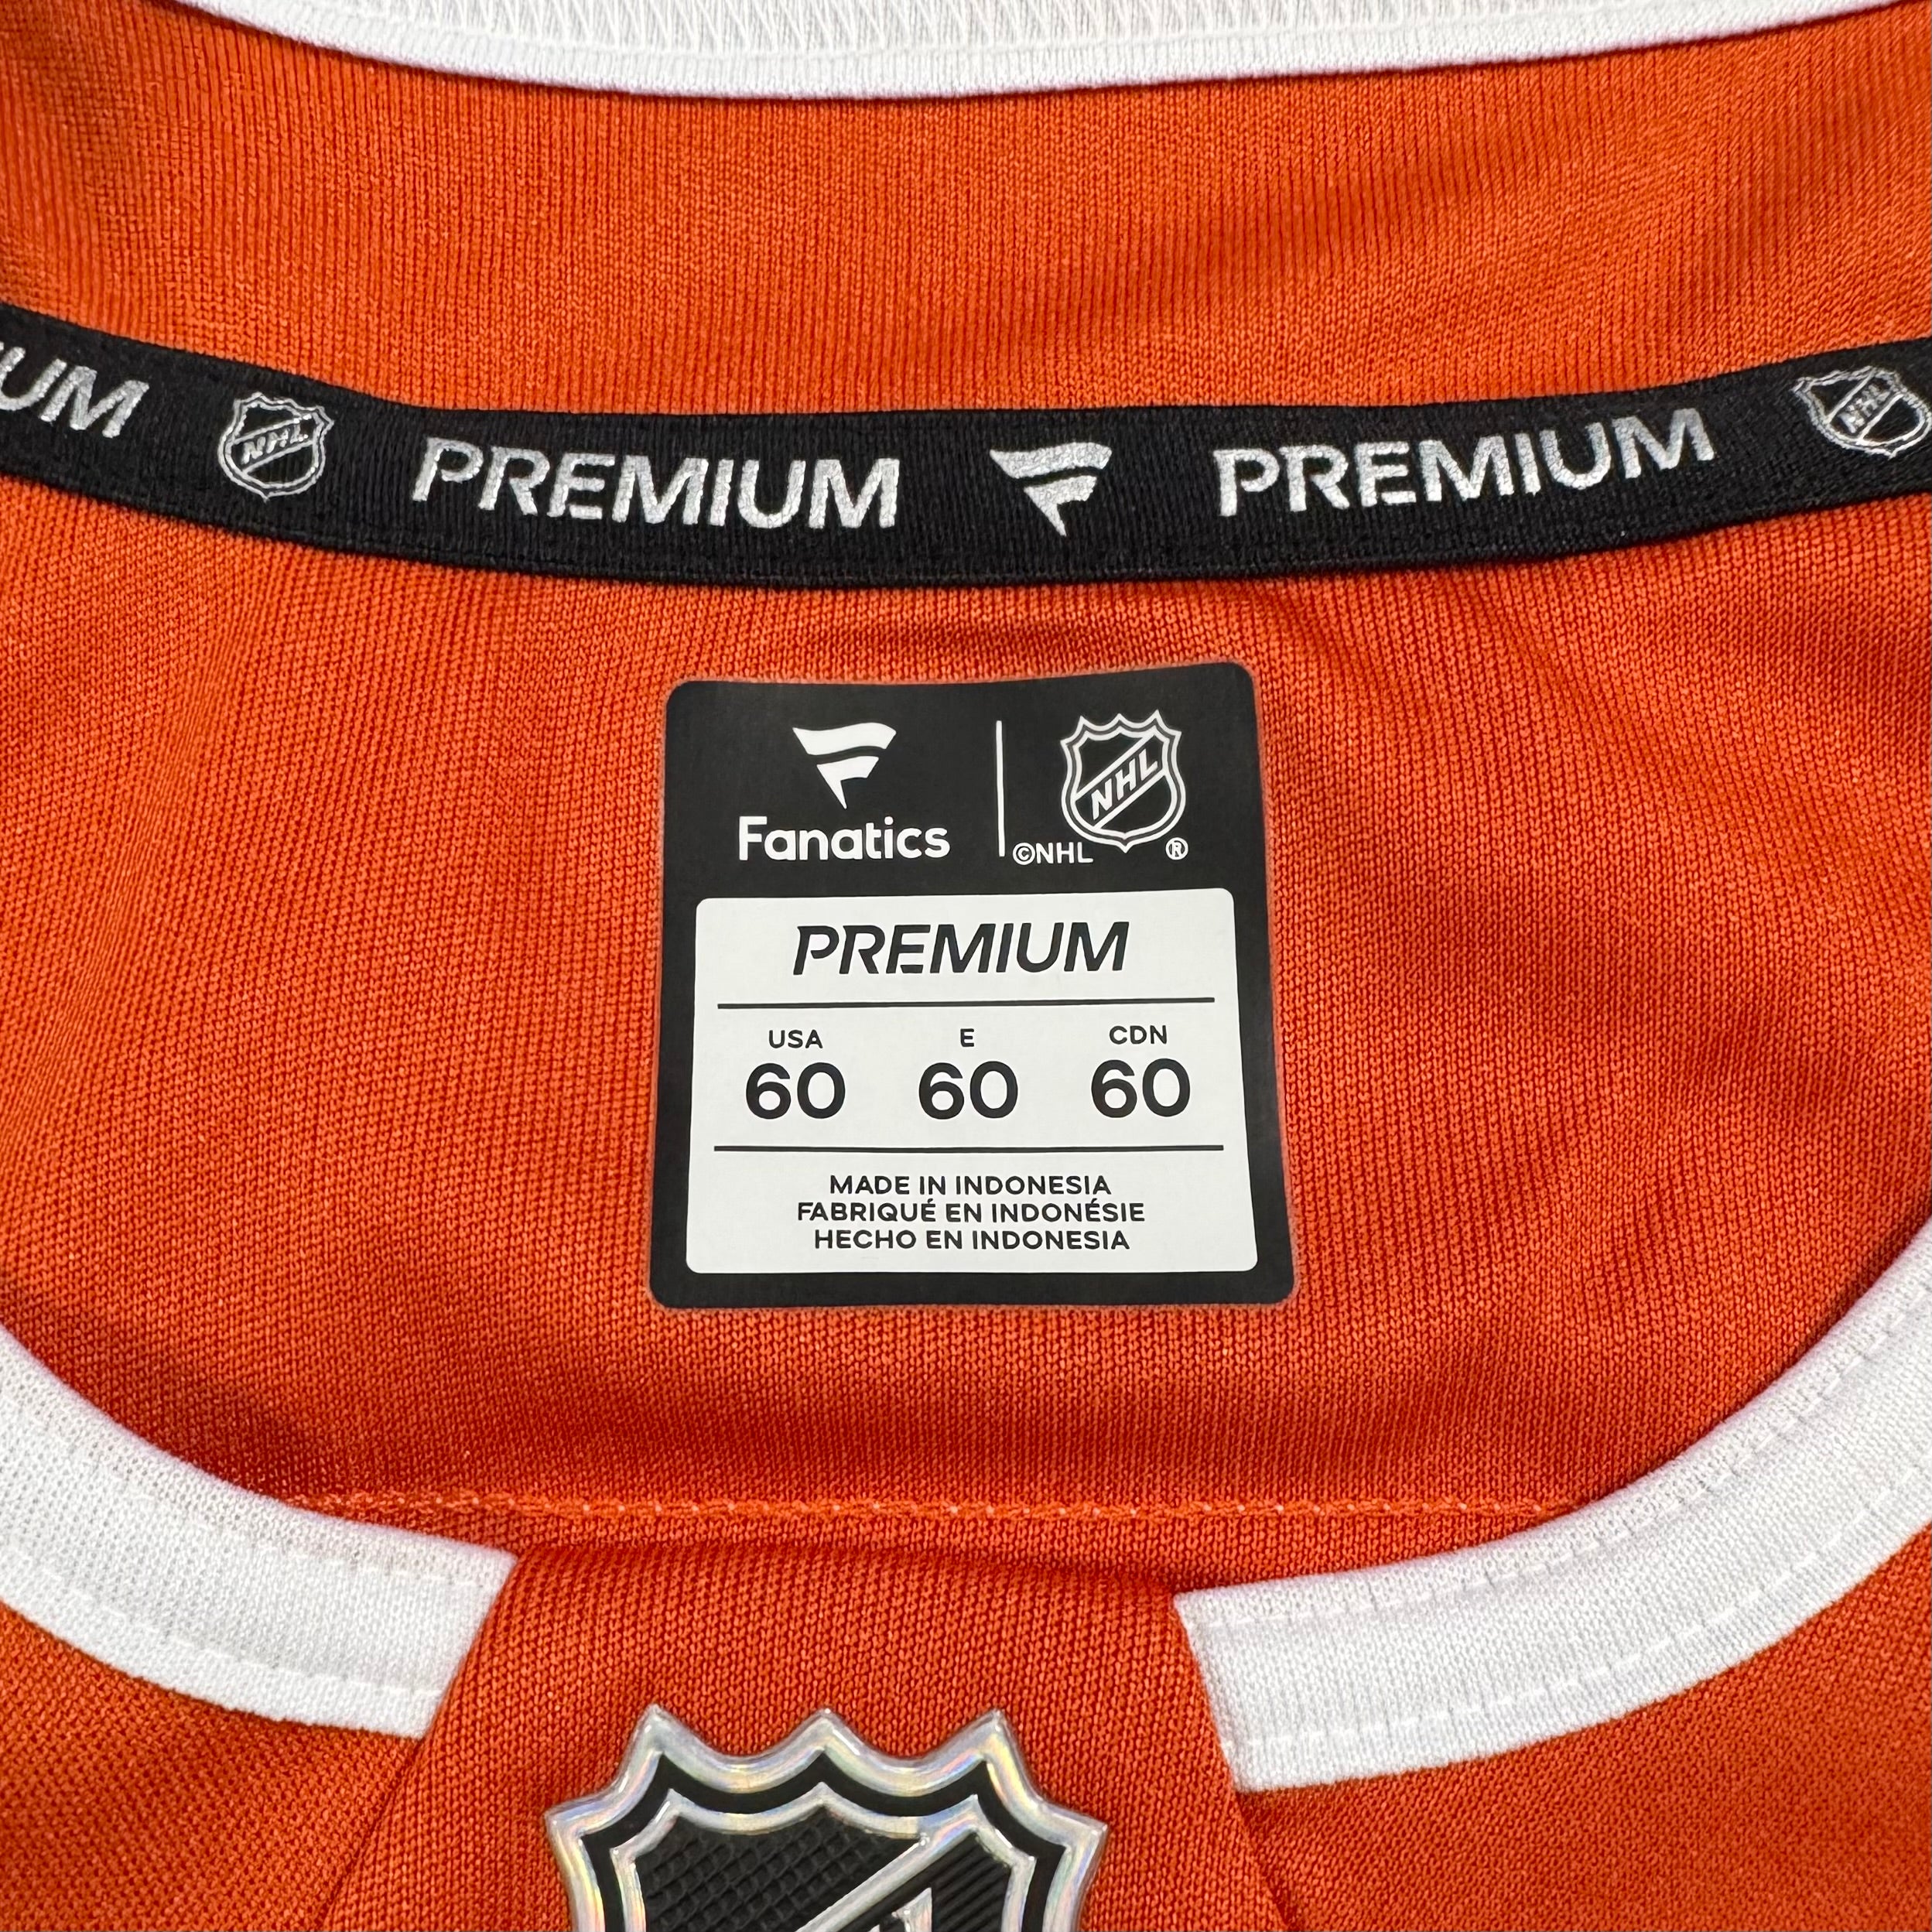 UM NHL PREMIUM PREMIUM NHL
Fanatics NHL
©NHL ®
PREMIUM
USA E CDN
60 60 60
MADE IN INDONESIA
FABRIQUÉ EN INDONÉSIE
HECHO EN INDONESIA